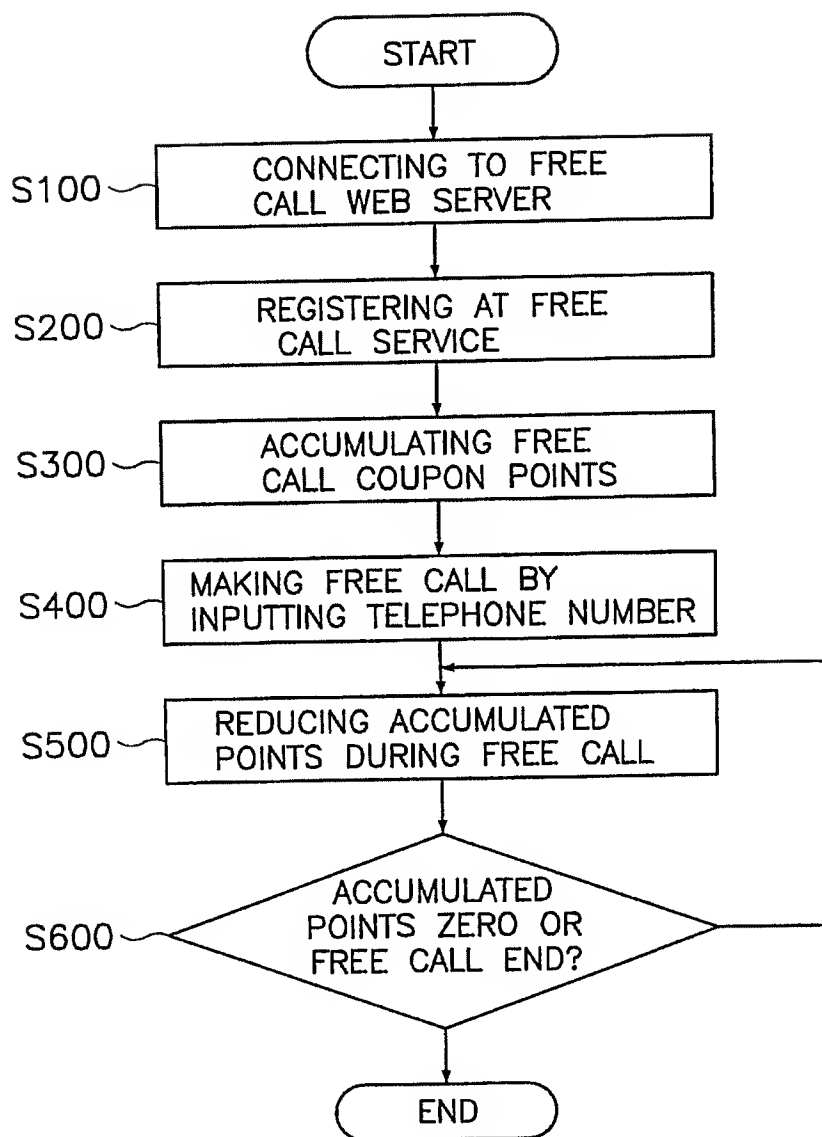 START
S100
CONNECTING TO FREE
CALL WEB SERVER
S200
REGISTERING AT FREE
CALL SERVICE
S300
ACCUMULATING FREE
CALL COUPON POINTS
S400
MAKING FREE CALL BY
INPUTTING TELEPHONE NUMBER
S500
REDUCING ACCUMULATED
POINTS DURING FREE CALL
S600
ACCUMULATED
POINTS ZERO OR
FREE CALL END?
END